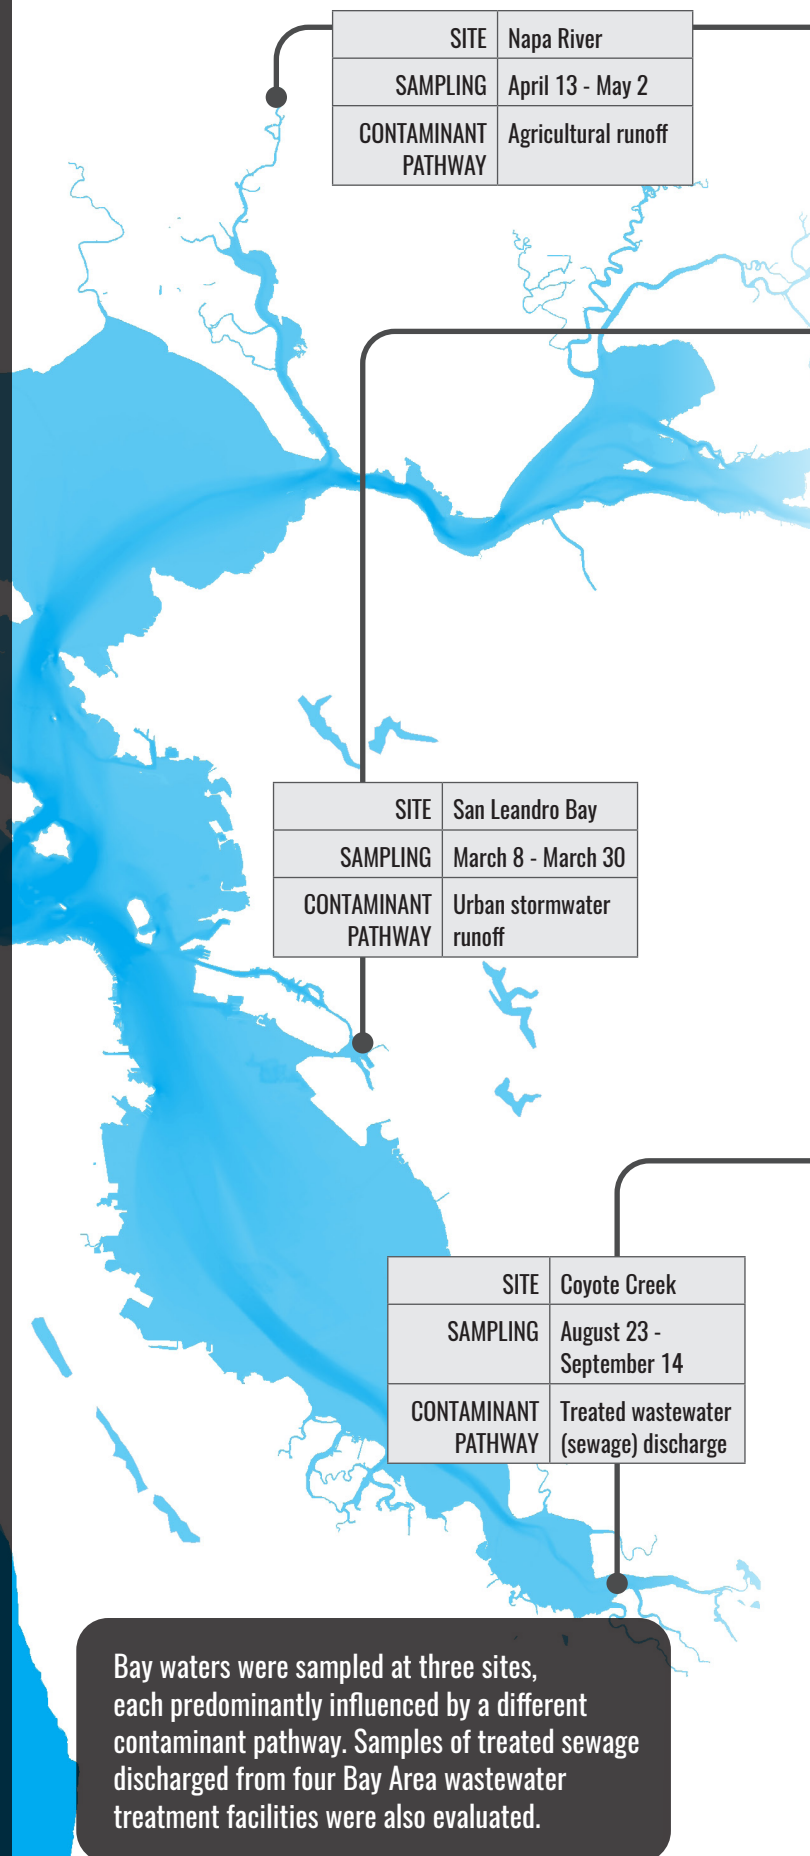 SITE Napa River
SAMPLING April 13 - May 2
CONTAMINANT PATHWAY Agricultural runoff
SITE San Leandro Bay
SAMPLING March 8 - March 30
CONTAMINANT PATHWAY Urban stormwater runoff
SITE Coyote Creek
SAMPLING August 23 - September 14
CONTAMINANT PATHWAY Treated wastewater (sewage) discharge
Bay waters were sampled at three sites,
each predominantly influenced by a different
contaminant pathway. Samples of treated sewage
discharged from four Bay Area wastewater
treatment facilities were also evaluated.